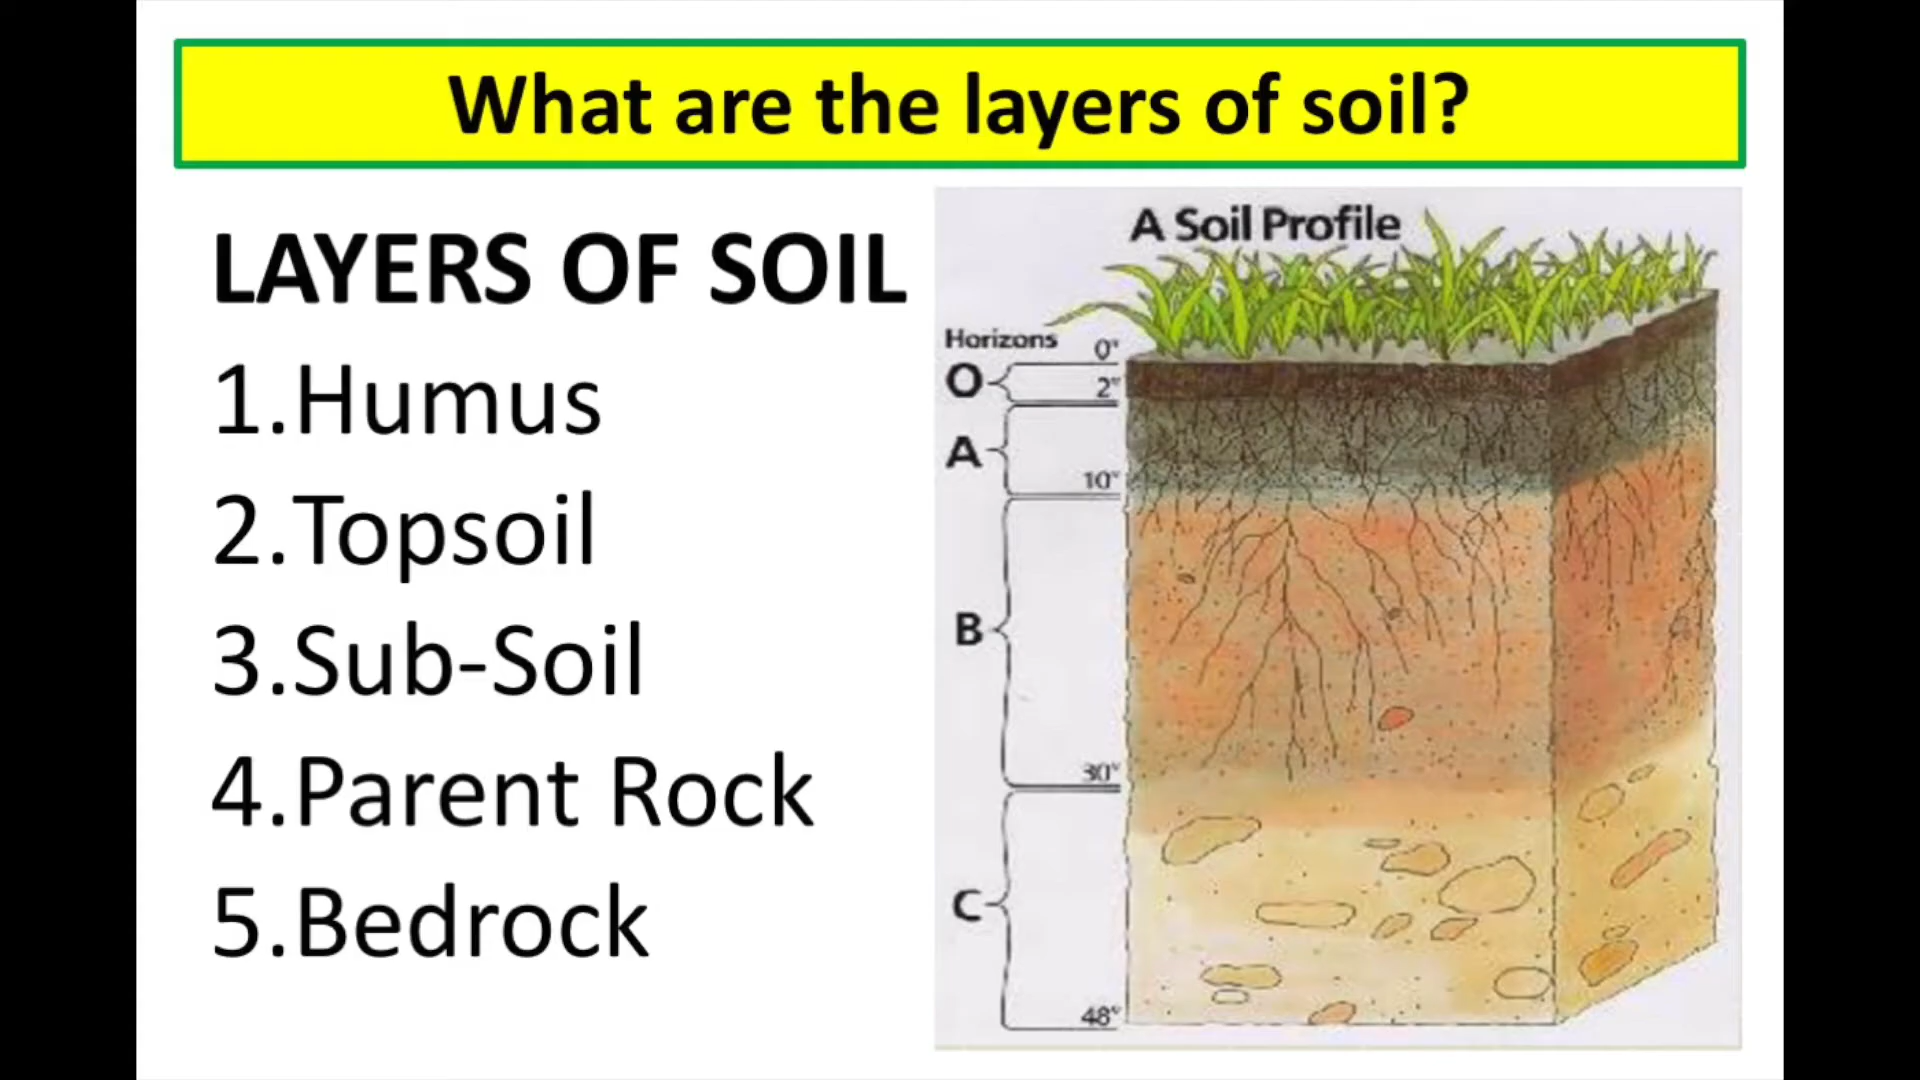 What are the layers of soil?
LAYERS OF SOIL
1.Humus
2.Topsoil
3.Sub-Soil
4.Parent Rock
5.Bedrock
A Soil Profile
Horizons
0"
O
2"
A
10"
B
30"
C
48"